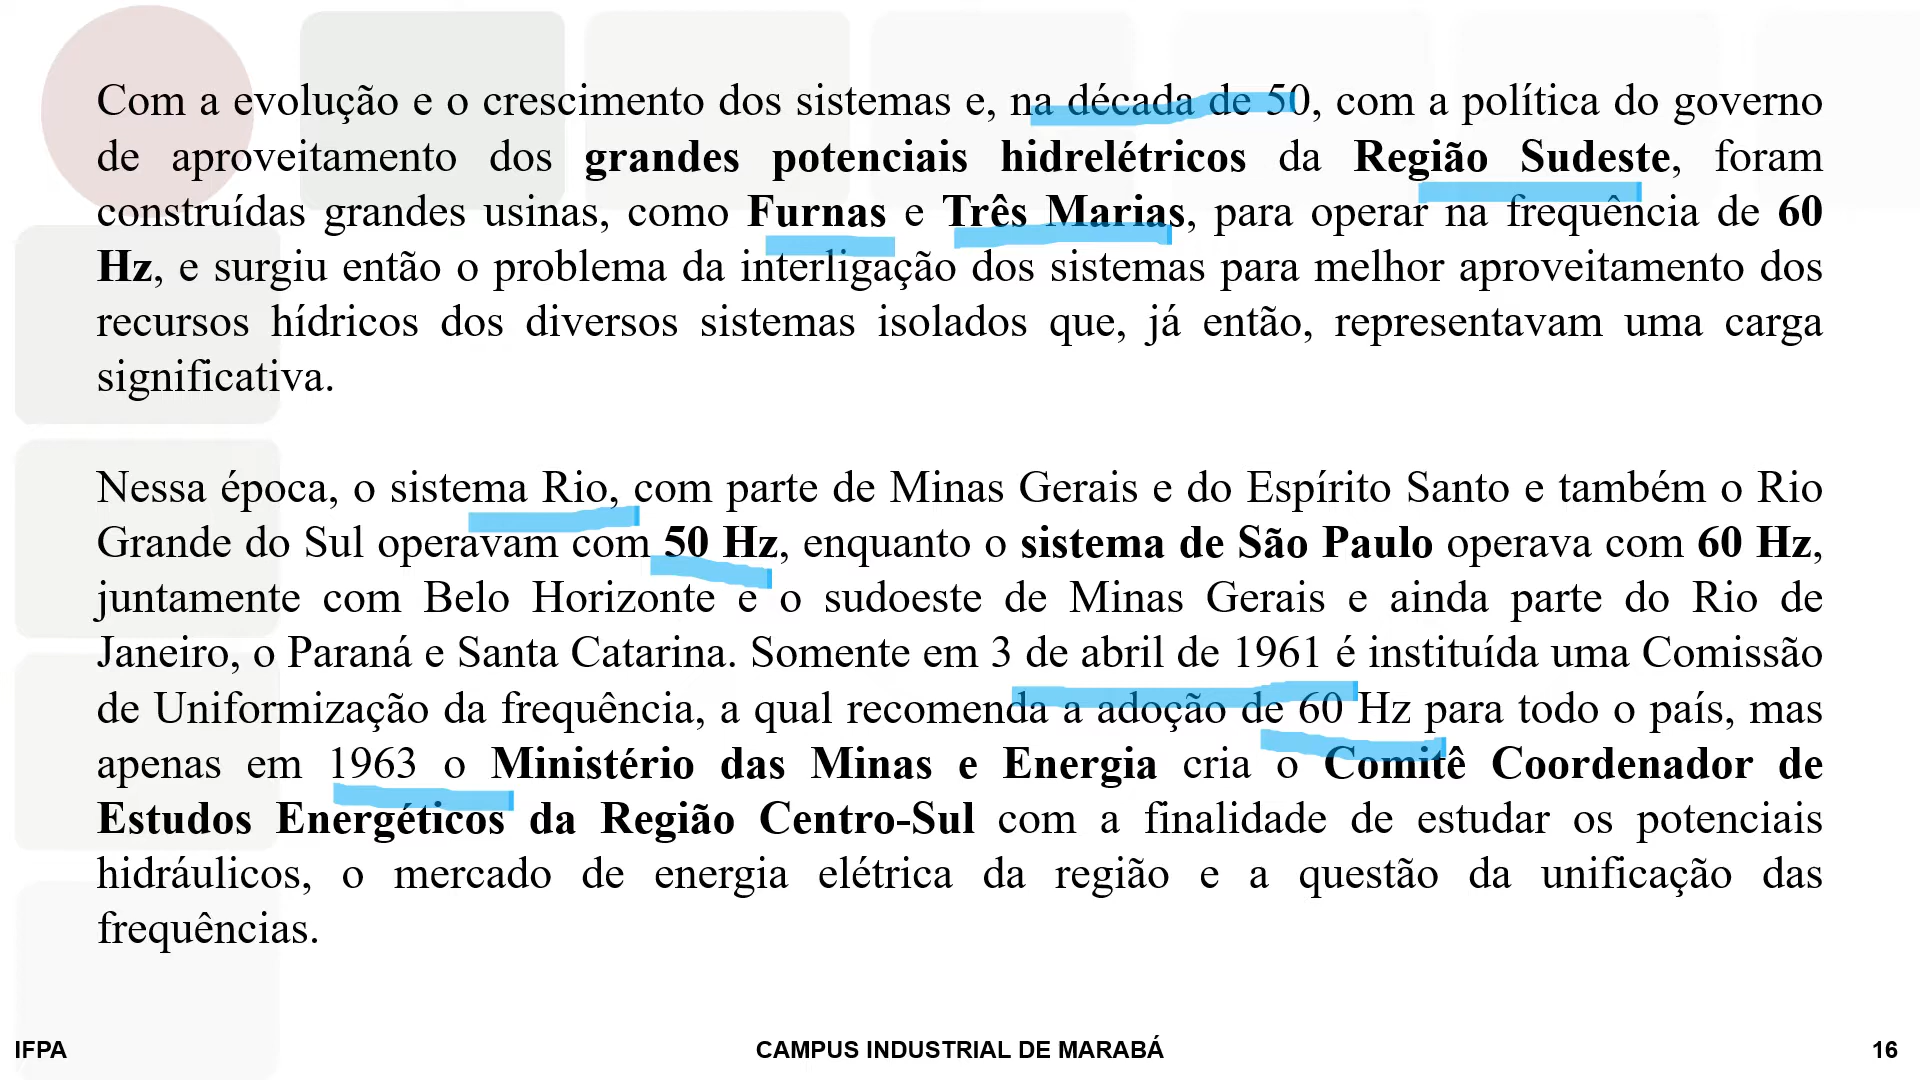 Com a evolução e o crescimento dos sistemas e, na década de 50, com a política do governo
de aproveitamento dos grandes potenciais hidrelétricos da Região Sudeste, foram
construídas grandes usinas, como Furnas e Três Marias, para operar na frequência de 60
Hz, e surgiu então o problema da interligação dos sistemas para melhor aproveitamento dos
recursos hídricos dos diversos sistemas isolados que, já então, representavam uma carga
significativa.
Nessa época, o sistema Rio, com parte de Minas Gerais e do Espírito Santo e também o Rio
Grande do Sul operavam com 50 Hz, enquanto o sistema de São Paulo operava com 60 Hz,
juntamente com Belo Horizonte e o sudoeste de Minas Gerais e ainda parte do Rio de
Janeiro, o Paraná e Santa Catarina. Somente em 3 de abril de 1961 é instituída uma Comissão
de Uniformização da frequência, a qual recomenda a adoção de 60 Hz para todo o país, mas
apenas em 1963 o Ministério das Minas e Energia cria o Comitê Coordenador de
Estudos Energéticos da Região Centro-Sul com a finalidade de estudar os potenciais
hidráulicos, o mercado de energia elétrica da região e a questão da unificação das
frequências.
IFPA
CAMPUS INDUSTRIAL DE MARABÁ
16